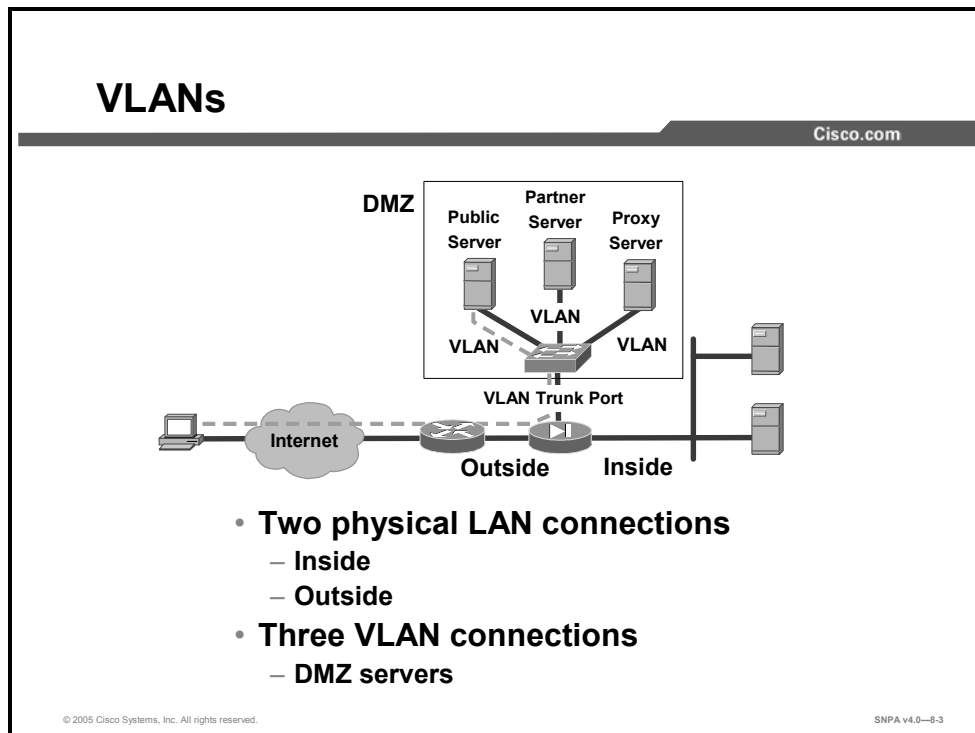 VLANs
Cisco.com
DMZ
Public
Server
Partner
Server
Proxy
Server
VLAN
VLAN
VLAN
VLAN Trunk Port
Internet
Outside
Inside
• Two physical LAN connections
– Inside
– Outside
• Three VLAN connections
– DMZ servers
© 2005 Cisco Systems, Inc. All rights reserved.
SNPA v4.0—8-3